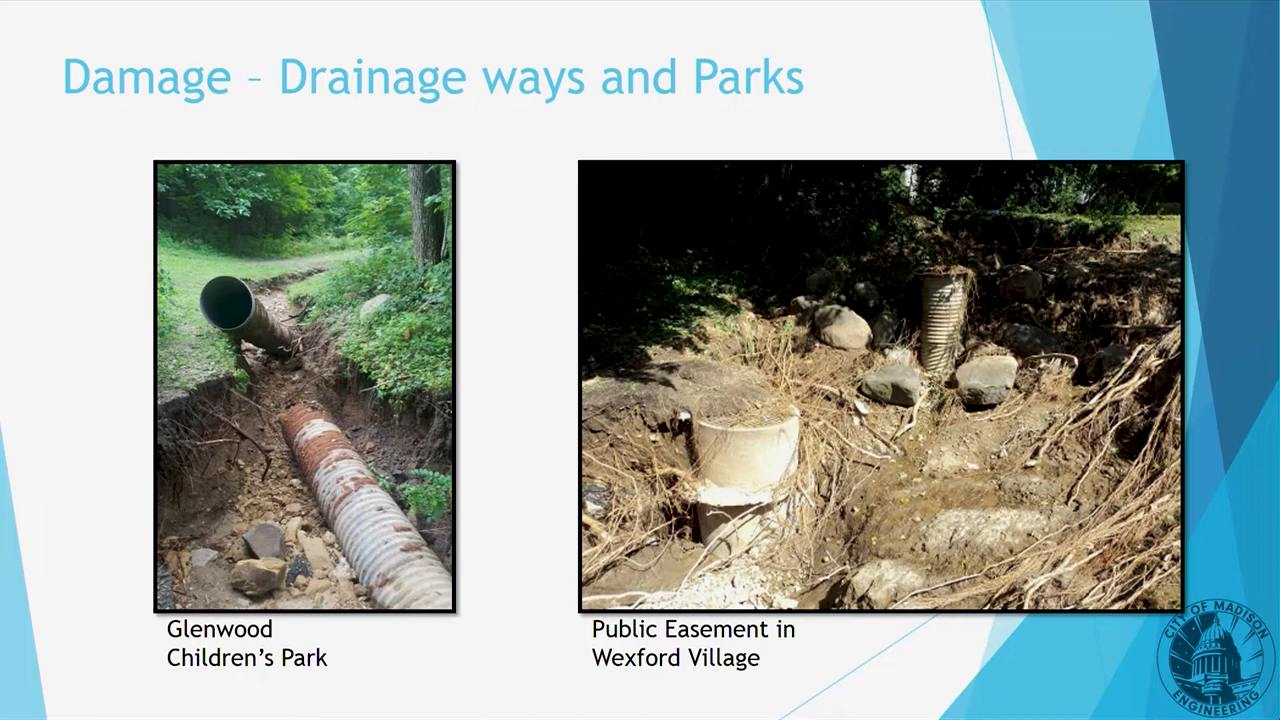 Damage – Drainage ways and Parks
Glenwood
Children's Park
Public Easement in
Wexford Village
CITY OF MADISON
ENGINEERING